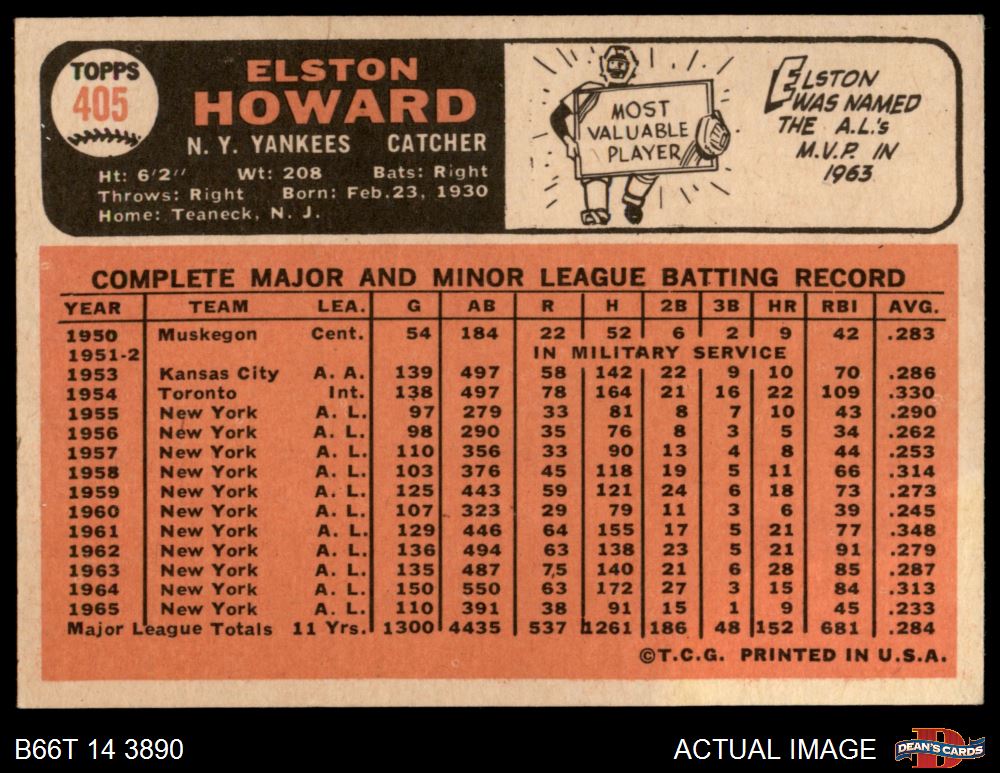 TOPPS
405
ELSTON
HOWARD
N. Y. YANKEES CATCHER
Ht: 6'2" Wt: 208 Bats: Right
Throws: Right Born: Feb. 23, 1930
Home: Teaneck, N. J.
MOST
VALUABLE
PLAYER
ELSTON
WAS NAMED
THE A.L.'s
M.V.P. IN
1963
COMPLETE MAJOR AND MINOR LEAGUE BATTING RECORD
YEAR TEAM LEA. G AB R H 2B 3B HR RBI AVG.
1950 Muskegon Cent. 54 184 22 52 6 2 9 42 .283
1951-2 IN MILITARY SERVICE
1953 Kansas City A. A. 139 497 58 142 22 9 10 70 .286
1954 Toronto Int. 138 497 78 164 21 16 22 109 .330
1955 New York A. L. 97 279 33 81 8 7 10 43 .290
1956 New York A. L. 98 290 35 76 8 3 5 34 .262
1957 New York A. L. 110 356 33 90 13 4 8 44 .253
1958 New York A. L. 103 376 45 118 19 5 11 66 .314
1959 New York A. L. 125 443 59 121 24 6 18 73 .273
1960 New York A. L. 107 323 29 79 11 3 6 39 .245
1961 New York A. L. 129 446 64 155 17 5 21 77 .348
1962 New York A. L. 136 494 63 138 23 5 21 91 .279
1963 New York A. L. 135 487 75 140 21 6 28 85 .287
1964 New York A. L. 150 550 63 172 27 3 15 84 .313
1965 New York A. L. 110 391 38 91 15 1 9 45 .233
Major League Totals 11 Yrs. 1300 4435 537 1261 186 48 152 681 .284
©T.C.G. PRINTED IN U.S.A.
B66T 14 3890
ACTUAL IMAGE
DEAN'S CARDS